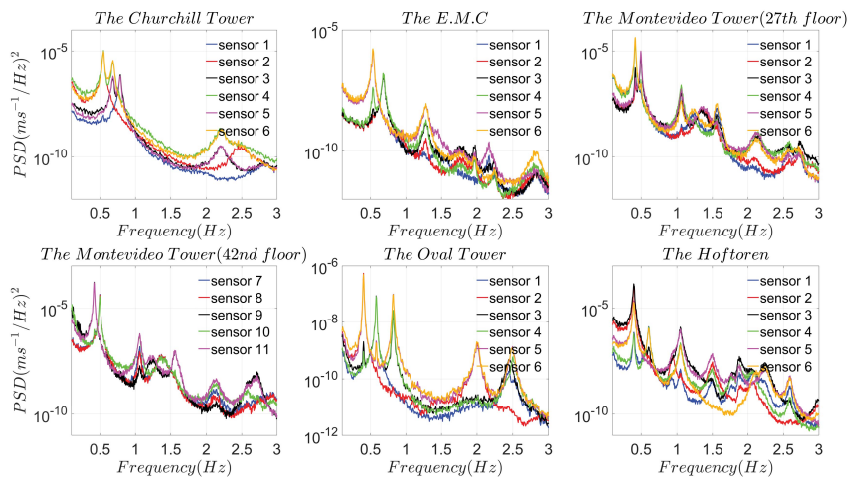 The Churchill Tower
PSD(ms⁻¹/Hz)²
10⁻⁵
10⁻¹⁰
sensor 1
sensor 2
sensor 3
sensor 4
sensor 5
sensor 6
0.5 1 1.5 2 2.5 3
Frequency(Hz)
The E.M.C
10⁻⁵
10⁻¹⁰
sensor 1
sensor 2
sensor 3
sensor 4
sensor 5
sensor 6
0.5 1 1.5 2 2.5 3
Frequency(Hz)
The Montevideo Tower(27th floor)
10⁻⁵
10⁻¹⁰
sensor 1
sensor 2
sensor 3
sensor 4
sensor 5
sensor 6
0.5 1 1.5 2 2.5 3
Frequency(Hz)
The Montevideo Tower(42nd floor)
PSD(ms⁻¹/Hz)²
10⁻⁵
10⁻¹⁰
sensor 7
sensor 8
sensor 9
sensor 10
sensor 11
0.5 1 1.5 2 2.5 3
Frequency(Hz)
The Oval Tower
10⁻⁶
10⁻⁸
10⁻¹⁰
10⁻¹²
sensor 1
sensor 2
sensor 3
sensor 4
sensor 5
sensor 6
0.5 1 1.5 2 2.5 3
Frequency(Hz)
The Hoftoren
10⁻⁵
10⁻¹⁰
sensor 1
sensor 2
sensor 3
sensor 4
sensor 5
sensor 6
0.5 1 1.5 2 2.5 3
Frequency(Hz)